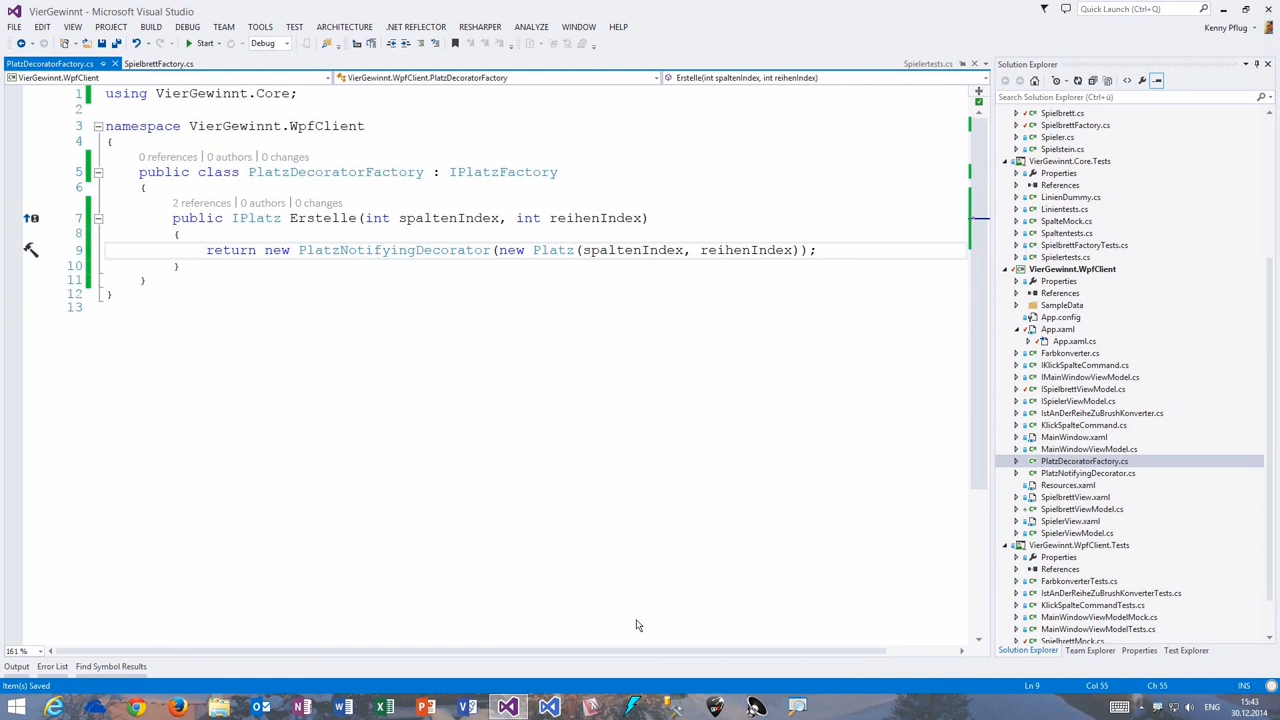 VierGewinnt - Microsoft Visual Studio
Quick Launch (Ctrl+Q)
FILE EDIT VIEW PROJECT BUILD DEBUG TEAM TOOLS TEST ARCHITECTURE .NET REFLECTOR RESHARPER ANALYZE WINDOW HELP
Kenny Pflug
Start
Debug
PlatzDecoratorFactory.cs
SpielbrettFactory.cs
Spielertests.cs
VierGewinnt.WpfClient
VierGewinnt.WpfClient.PlatzDecoratorFactory
Erstelle(int spaltenIndex, int reihenIndex)
1 using VierGewinnt.Core;
2
3 namespace VierGewinnt.WpfClient
4 {
0 references | 0 authors | 0 changes
5 public class PlatzDecoratorFactory : IPlatzFactory
6 {
2 references | 0 authors | 0 changes
7 public IPlatz Erstelle(int spaltenIndex, int reihenIndex)
8 {
9 return new PlatzNotifyingDecorator(new Platz(spaltenIndex, reihenIndex));
10 }
11 }
12 }
13
161 %
Solution Explorer
Search Solution Explorer (Ctrl+ü)
Spielbrett.cs
SpielbrettFactory.cs
Spieler.cs
Spielstein.cs
VierGewinnt.Core.Tests
Properties
References
LinienDummy.cs
Linientests.cs
SpalteMock.cs
Spaltentests.cs
SpielbrettFactoryTests.cs
Spielertests.cs
VierGewinnt.WpfClient
Properties
References
SampleData
App.config
App.xaml
App.xaml.cs
Farbkonverter.cs
IKlickSpalteCommand.cs
IMainWindowViewModel.cs
ISpielbrettViewModel.cs
ISpielerViewModel.cs
IstAnDerReiheZuBrushKonverter.cs
KlickSpalteCommand.cs
MainWindow.xaml
MainWindowViewModel.cs
PlatzDecoratorFactory.cs
PlatzNotifyingDecorator.cs
Resources.xaml
SpielbrettView.xaml
SpielbrettViewModel.cs
SpielerView.xaml
SpielerViewModel.cs
VierGewinnt.WpfClient.Tests
Properties
References
FarbkonverterTests.cs
IstAnDerReiheZuBrushKonverterTests.cs
KlickSpalteCommandTests.cs
MainWindowViewModelMock.cs
MainWindowViewModelTests.cs
SpielbrettMock.cs
Solution Explorer Team Explorer Properties Test Explorer
Output Error List Find Symbol Results
Item(s) Saved
Ln 9 Col 55 Ch 55 INS
ENG
15:43
30.12.2014